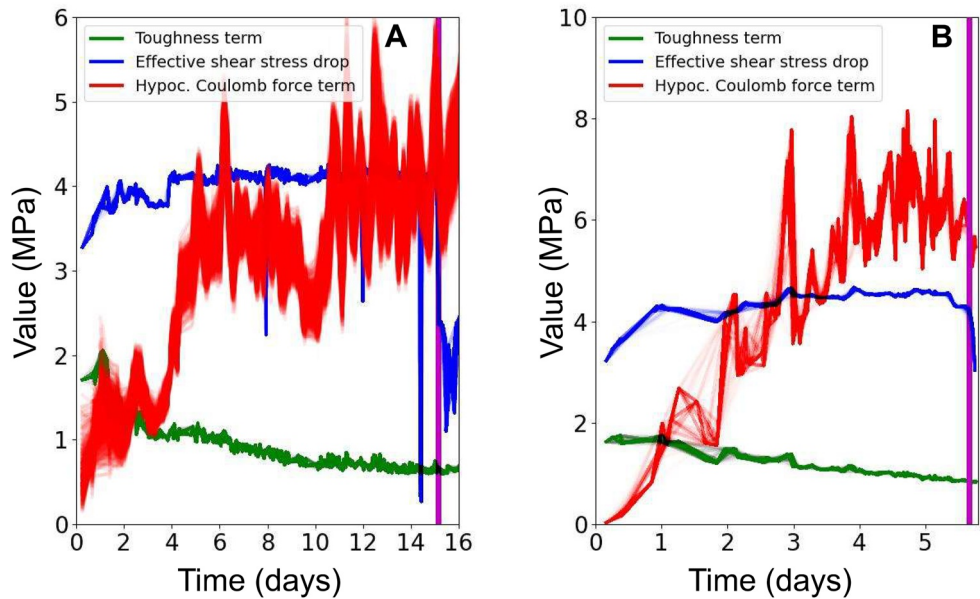 A
Toughness term
Effective shear stress drop
Hypoc. Coulomb force term
6
5
4
3
2
1
0
Value (MPa)
0 2 4 6 8 10 12 14 16
Time (days)
B
Toughness term
Effective shear stress drop
Hypoc. Coulomb force term
10
8
6
4
2
0
Value (MPa)
0 1 2 3 4 5
Time (days)